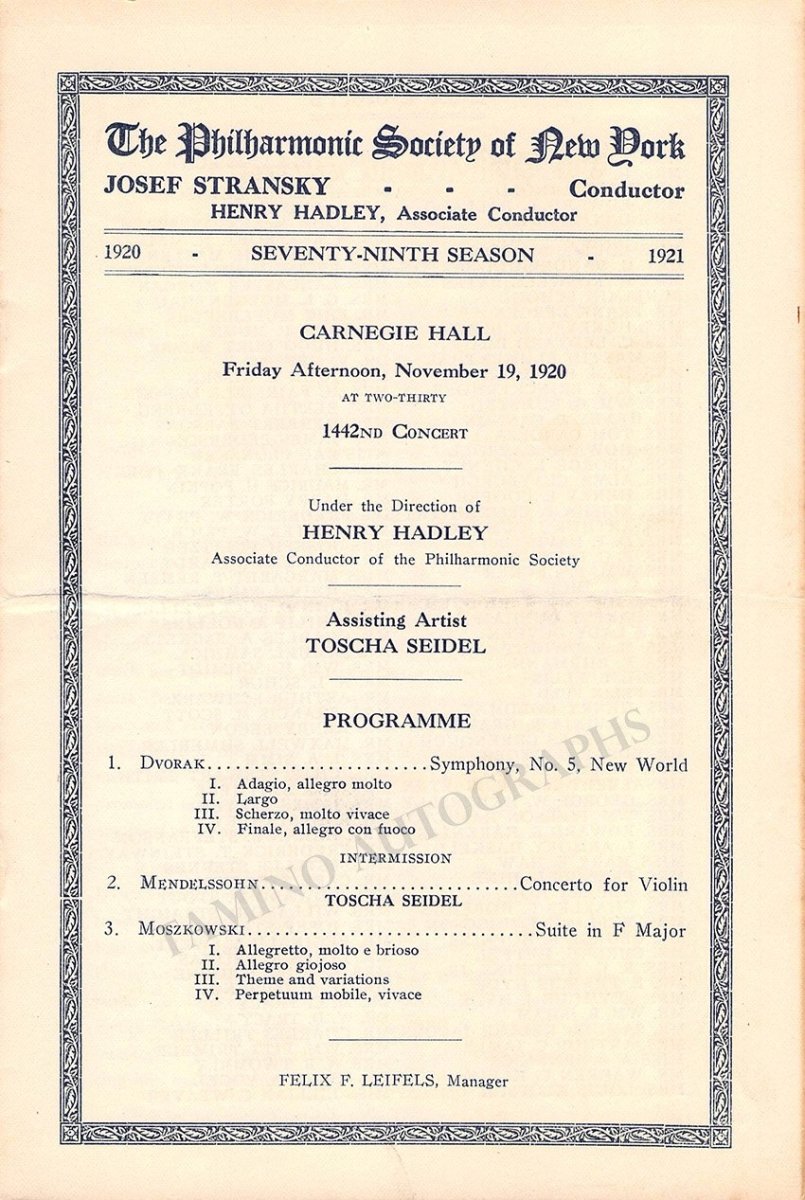 The Philharmonic Society of New York
JOSEF STRANSKY - - - Conductor
HENRY HADLEY, Associate Conductor
1920 - SEVENTY-NINTH SEASON - 1921
CARNEGIE HALL
Friday Afternoon, November 19, 1920
AT TWO-THIRTY
1442ND CONCERT
Under the Direction of
HENRY HADLEY
Associate Conductor of the Philharmonic Society
Assisting Artist
TOSCHA SEIDEL
PROGRAMME
1. DVORAK........................Symphony, No. 5, New World
I. Adagio, allegro molto
II. Largo
III. Scherzo, molto vivace
IV. Finale, allegro con fuoco
INTERMISSION
2. MENDELSSOHN............................Concerto for Violin
TOSCHA SEIDEL
3. MOSZKOWSKI...............................Suite in F Major
I. Allegretto, molto e brioso
II. Allegro giojoso
III. Theme and variations
IV. Perpetuum mobile, vivace
FELIX F. LEIFELS, Manager
TAMINO AUTOGRAPHS